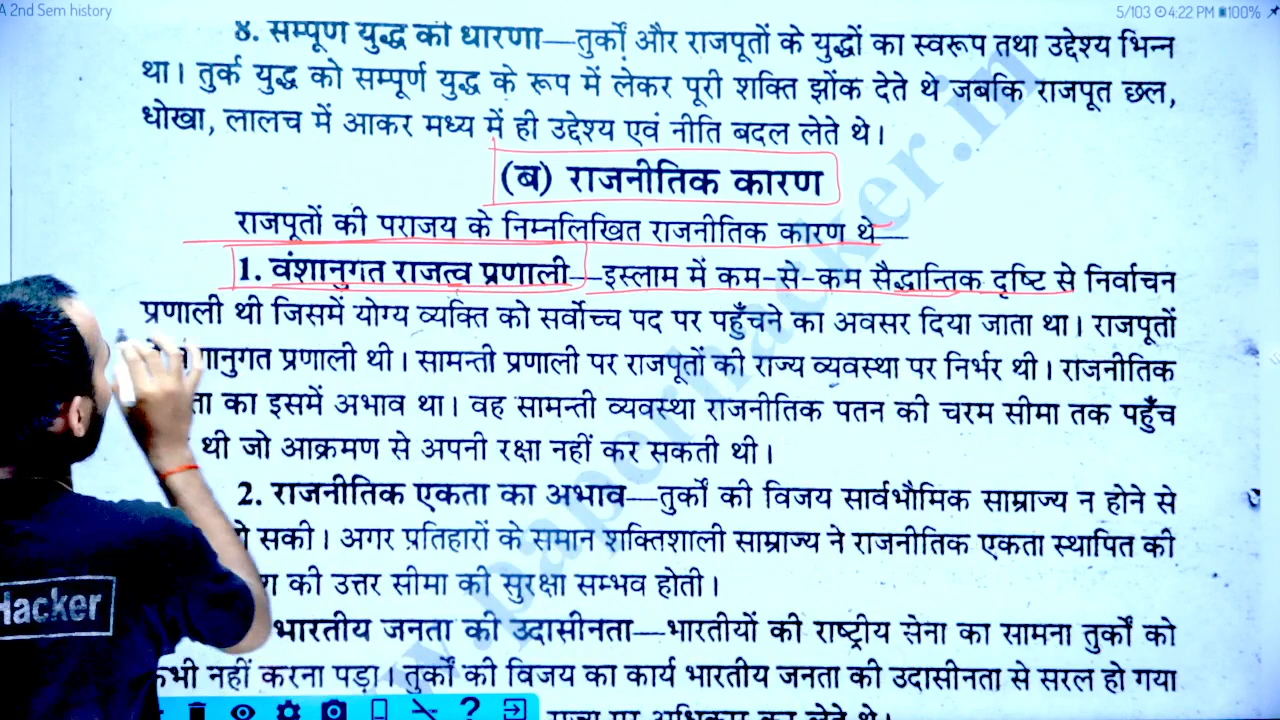 A 2nd Sem history
5/103 4:22 PM 100%
8. सम्पूण युद्ध की धारणा—तुर्कों और राजपूतों के युद्धों का स्वरूप तथा उद्देश्य भिन्न
था। तुर्क युद्ध को सम्पूर्ण युद्ध के रूप में लेकर पूरी शक्ति झोंक देते थे जबकि राजपूत छल,
धोखा, लालच में आकर मध्य में ही उद्देश्य एवं नीति बदल लेते थे।
(ब) राजनीतिक कारण
राजपूतों की पराजय के निम्नलिखित राजनीतिक कारण थे—
1. वंशानुगत राजत्व प्रणाली—इस्लाम में कम-से-कम सैद्धान्तिक दृष्टि से निर्वाचन
प्रणाली थी जिसमें योग्य व्यक्ति को सर्वोच्च पद पर पहुँचने का अवसर दिया जाता था। राजपूतों
प्रणाली थी। सामन्ती प्रणाली पर राजपूतों की राज्य व्यवस्था पर निर्भर थी। राजनीतिक
का इसमें अभाव था। वह सामन्ती व्यवस्था राजनीतिक पतन की चरम सीमा तक पहुँच
थी जो आक्रमण से अपनी रक्षा नहीं कर सकती थी।
2. राजनीतिक एकता का अभाव—तुर्कों की विजय सार्वभौमिक साम्राज्य न होने से
सकी। अगर प्रतिहारों के समान शक्तिशाली साम्राज्य ने राजनीतिक एकता स्थापित की
की उत्तर सीमा की सुरक्षा सम्भव होती।
भारतीय जनता की उदासीनता—भारतीयों की राष्ट्रीय सेना का सामना तुर्कों को
कभी नहीं करना पड़ा। तुर्कों की विजय का कार्य भारतीय जनता की उदासीनता से सरल हो गया
Hacker
www.paperhacker.in